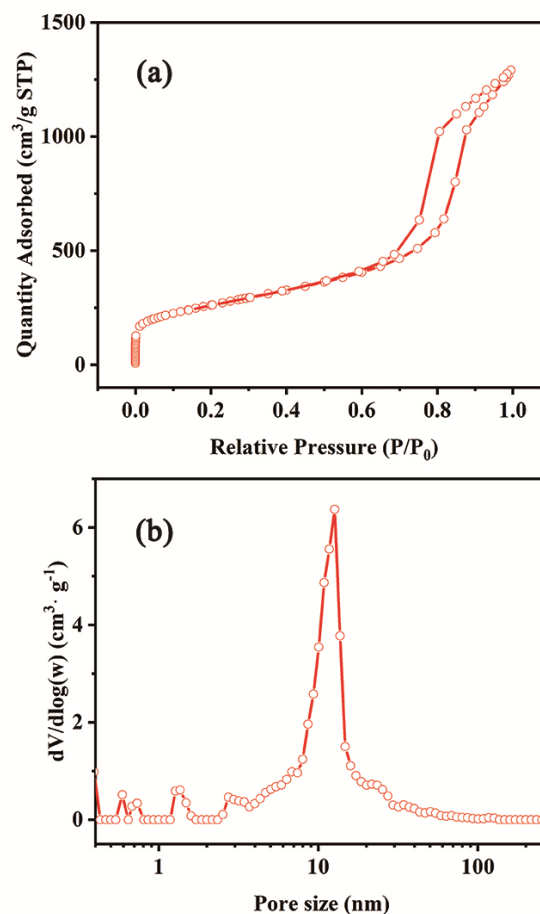 (a)
Quantity Adsorbed (cm³/g STP)
1500
1000
500
0
0.0 0.2 0.4 0.6 0.8 1.0
Relative Pressure (P/P₀)
(b)
dV/dlog(w) (cm³· g⁻¹)
6
4
2
0
1 10 100
Pore size (nm)